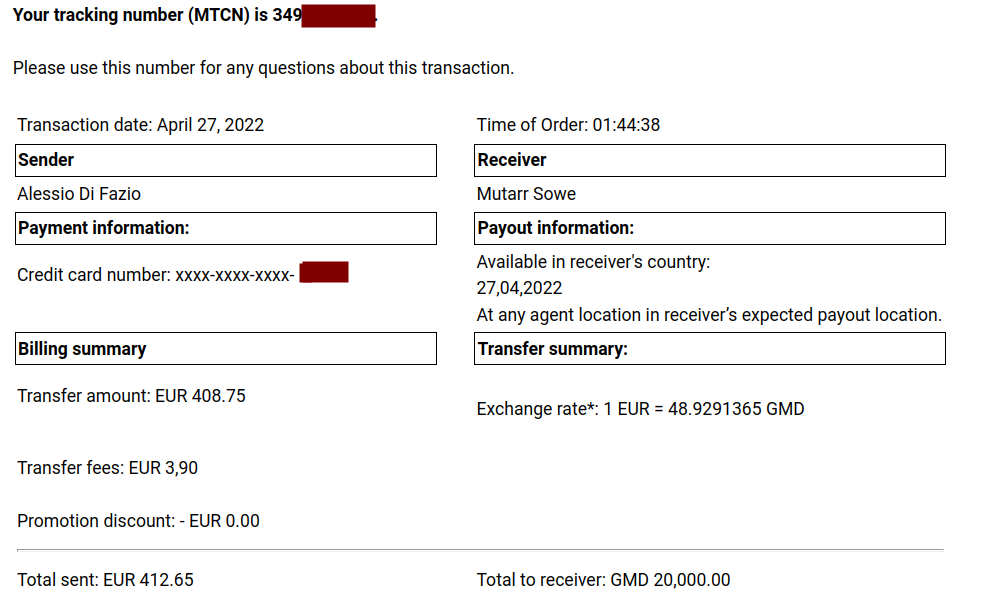 Your tracking number (MTCN) is 349
Please use this number for any questions about this transaction.
Transaction date: April 27, 2022
Time of Order: 01:44:38
Sender
Receiver
Alessio Di Fazio
Mutarr Sowe
Payment information:
Payout information:
Credit card number: xxxx-xxxx-xxxx-
Available in receiver's country:
27,04,2022
At any agent location in receiver’s expected payout location.
Billing summary
Transfer summary:
Transfer amount: EUR 408.75
Exchange rate*: 1 EUR = 48.9291365 GMD
Transfer fees: EUR 3,90
Promotion discount: - EUR 0.00
Total sent: EUR 412.65
Total to receiver: GMD 20,000.00